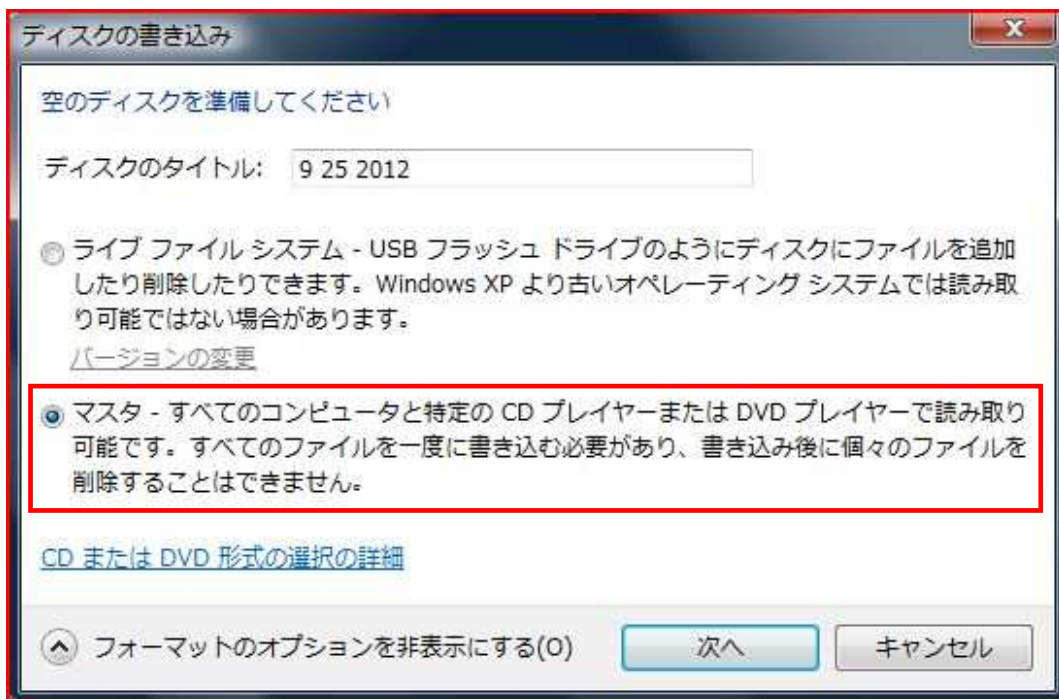 ディスクの書き込み
空のディスクを準備してください
ディスクのタイトル: 9 25 2012
ライブ ファイル システム - USB フラッシュ ドライブのようにディスクにファイルを追加
したり削除したりできます。Windows XP より古いオペレーティング システムでは読み取
り可能ではない場合があります。
バージョンの変更
マスタ - すべてのコンピュータと特定の CD プレイヤーまたは DVD プレイヤーで読み取り
可能です。すべてのファイルを一度に書き込む必要があり、書き込み後に個々のファイルを
削除することはできません。
CD または DVD 形式の選択の詳細
フォーマットのオプションを非表示にする(O) 次へ キャンセル